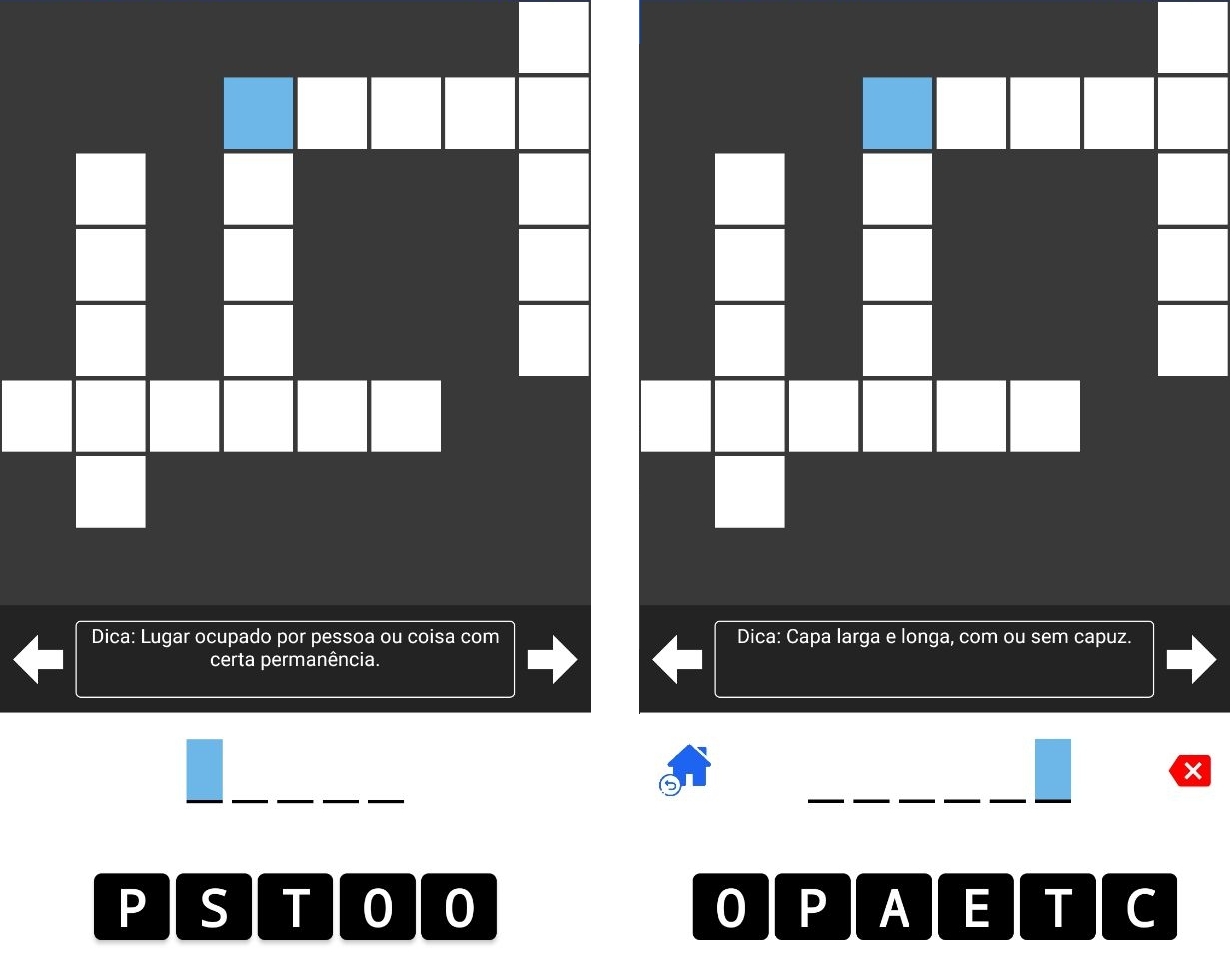 Dica: Lugar ocupado por pessoa ou coisa com
certa permanência.
P S T O O
Dica: Capa larga e longa, com ou sem capuz.
O P A E T C